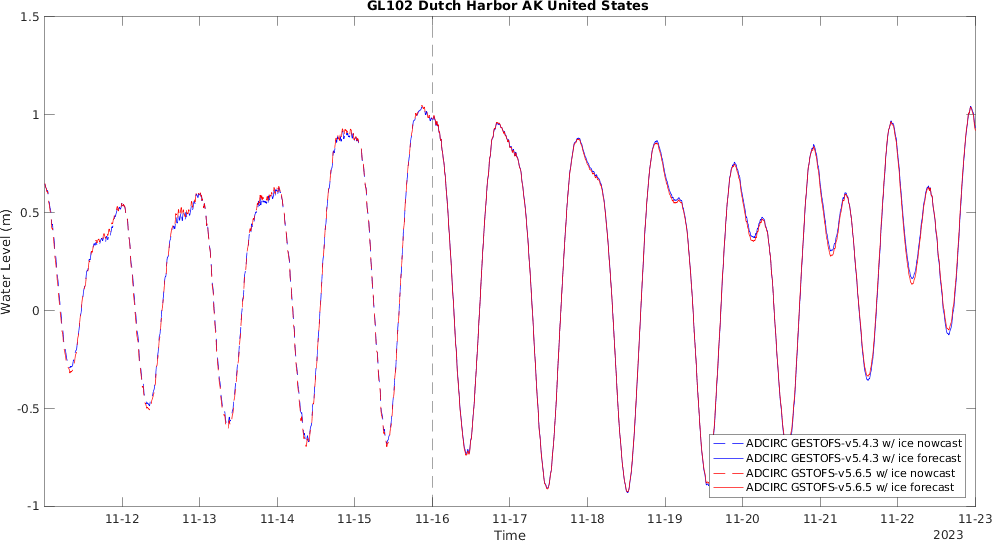 GL102 Dutch Harbor AK United States
1.5
1
0.5
0
-0.5
-1
Water Level (m)
ADCIRC GESTOFS-v5.4.3 w/ ice nowcast
ADCIRC GESTOFS-v5.4.3 w/ ice forecast
ADCIRC GSTOFS-v5.6.5 w/ ice nowcast
ADCIRC GSTOFS-v5.6.5 w/ ice forecast
11-12 11-13 11-14 11-15 11-16 11-17 11-18 11-19 11-20 11-21 11-22 11-23
Time
2023